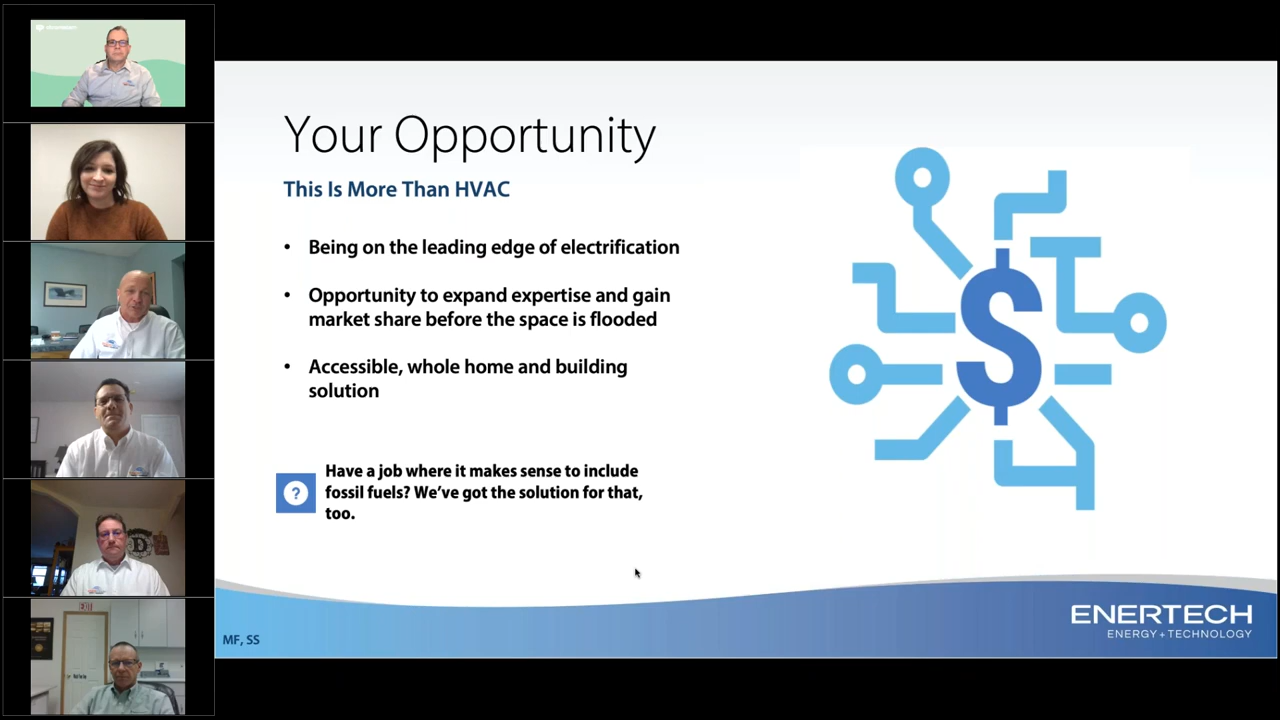 Your Opportunity
This Is More Than HVAC
• Being on the leading edge of electrification
• Opportunity to expand expertise and gain
market share before the space is flooded
• Accessible, whole home and building
solution
?
Have a job where it makes sense to include
fossil fuels? We’ve got the solution for that,
too.
MF, SS
ENERTECH
ENERGY + TECHNOLOGY
EXIT
D
$